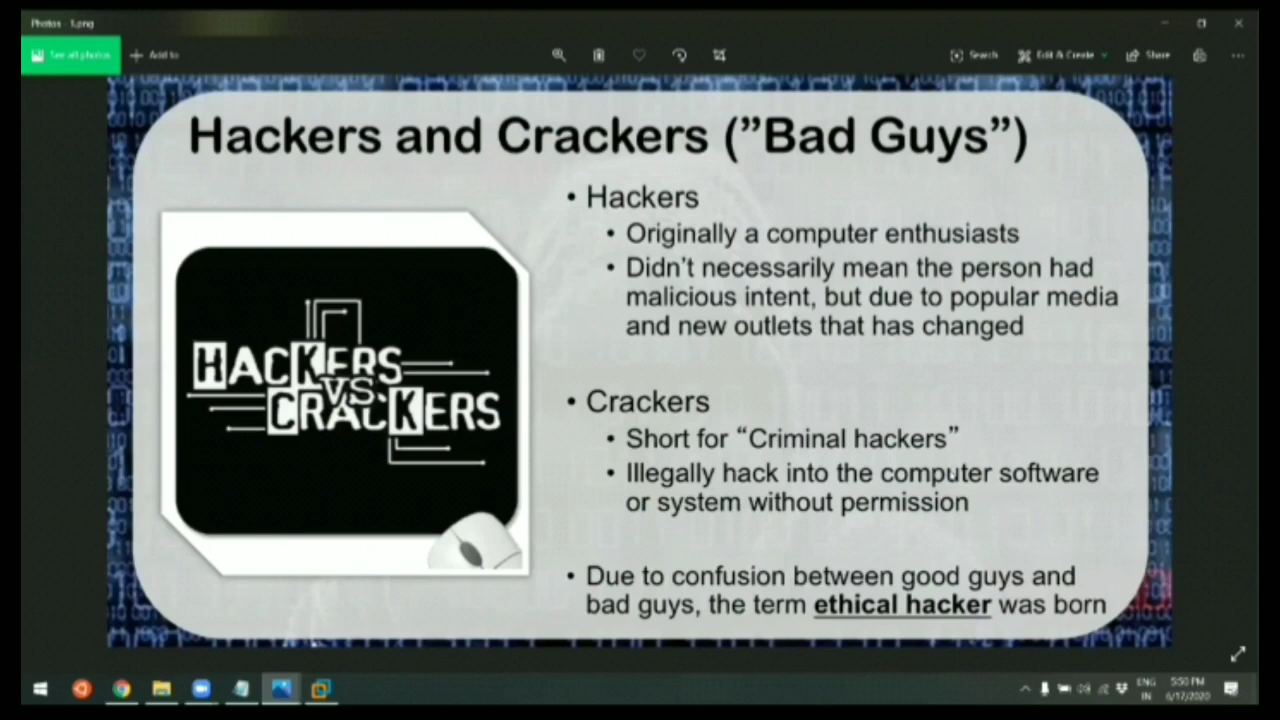 Photos - 1.png
See all photos
Add to
Search
Edit & Create
Share
Hackers and Crackers (”Bad Guys”)
HACKERS
VS.
CRACKERS
• Hackers
• Originally a computer enthusiasts
• Didn’t necessarily mean the person had
malicious intent, but due to popular media
and new outlets that has changed
• Crackers
• Short for “Criminal hackers”
• Illegally hack into the computer software
or system without permission
• Due to confusion between good guys and
bad guys, the term ethical hacker was born
ENG
IN
5:50 PM
6/17/2020